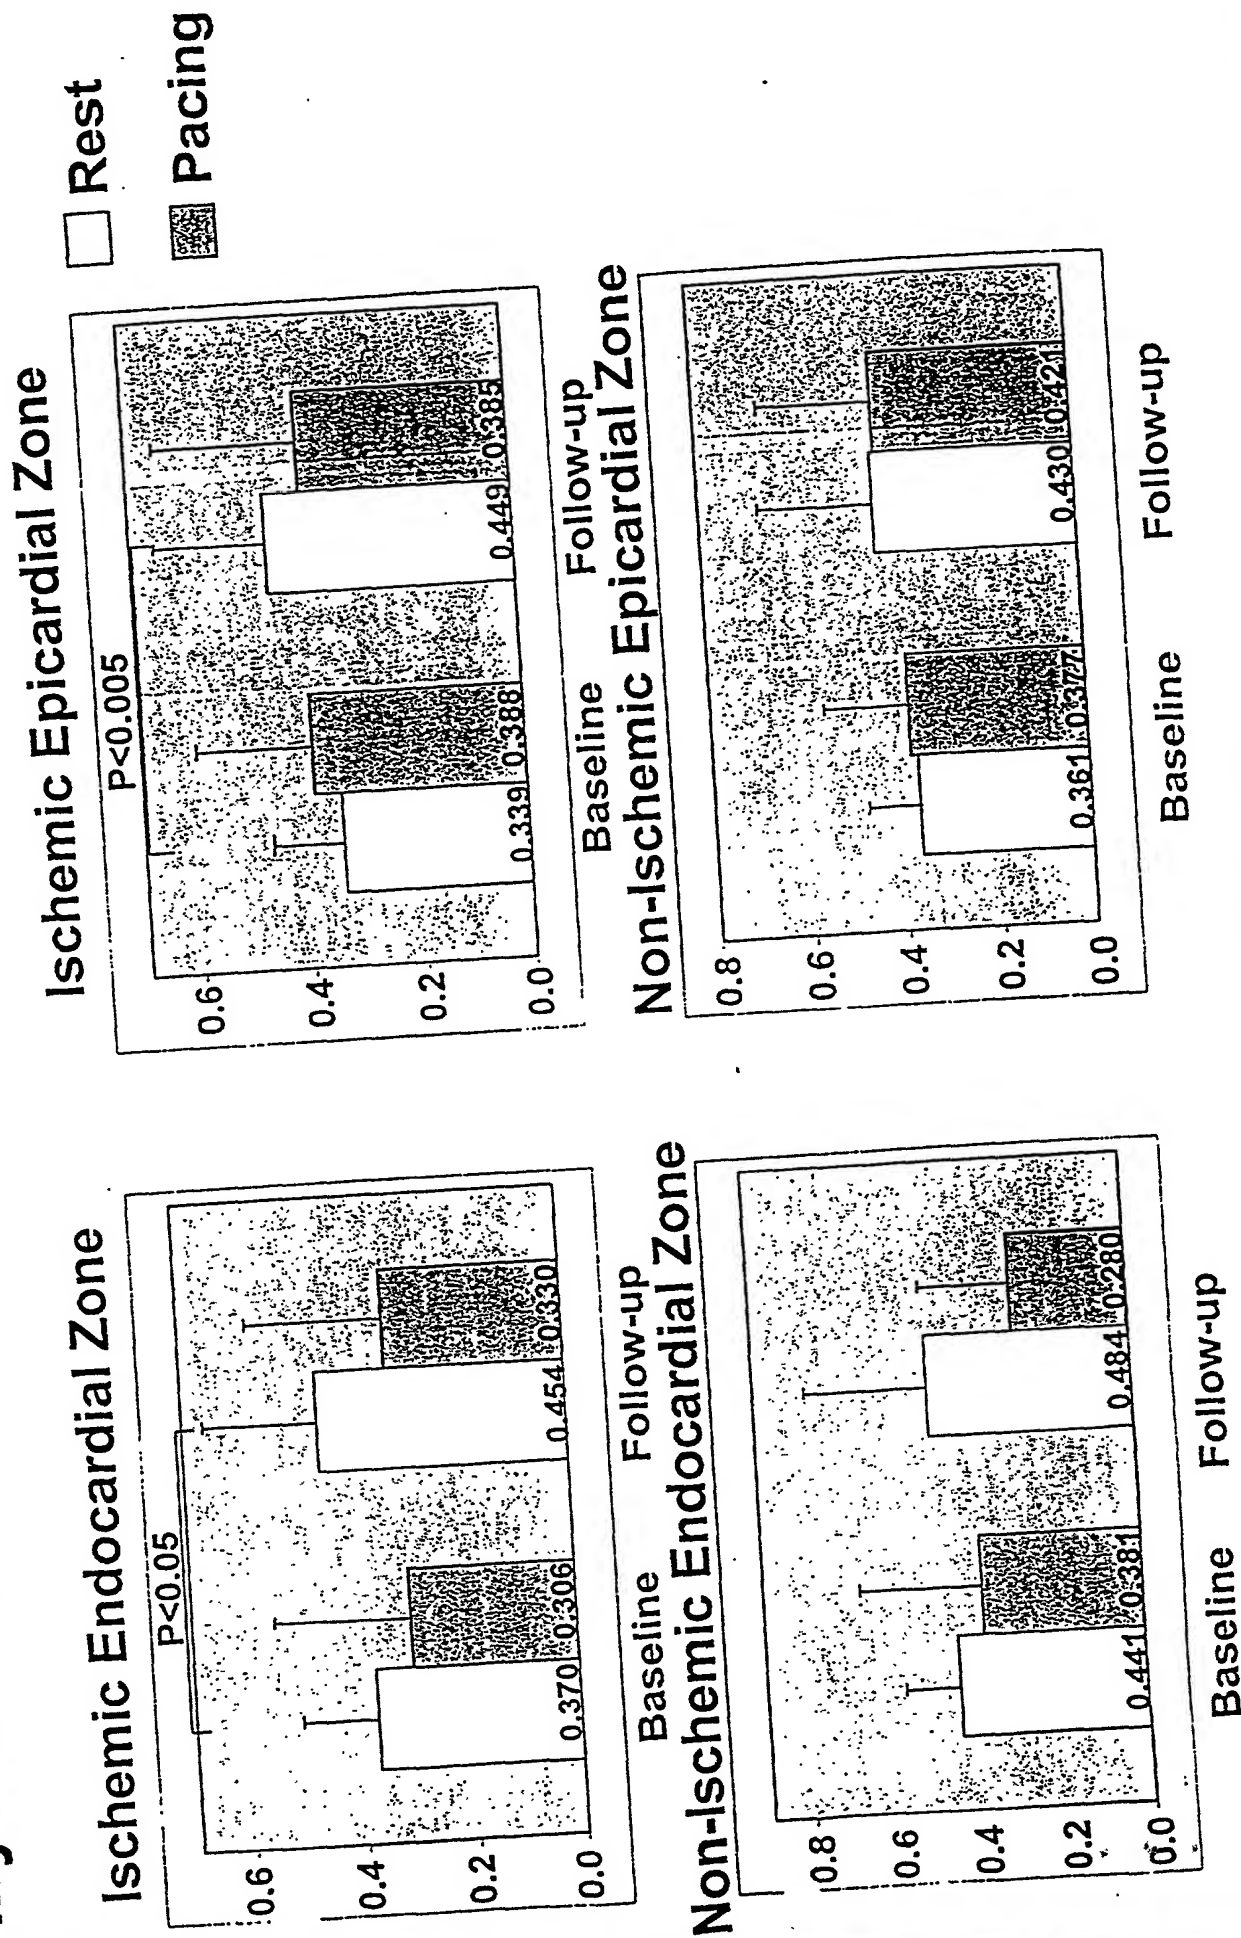 Rest
Pacing
Ischemic Endocardial Zone
P<0.05
0.6
0.4
0.2
0.0
0.370
0.306
0.454
0.330
Baseline
Follow-up
Ischemic Epicardial Zone
P<0.005
0.6
0.4
0.2
0.0
0.339
0.388
0.449
0.385
Baseline
Follow-up
Non-Ischemic Endocardial Zone
0.8
0.6
0.4
0.2
0.0
0.441
0.381
0.484
0.280
Baseline
Follow-up
Non-Ischemic Epicardial Zone
0.8
0.6
0.4
0.2
0.0
0.361
0.377
0.430
0.421
Baseline
Follow-up